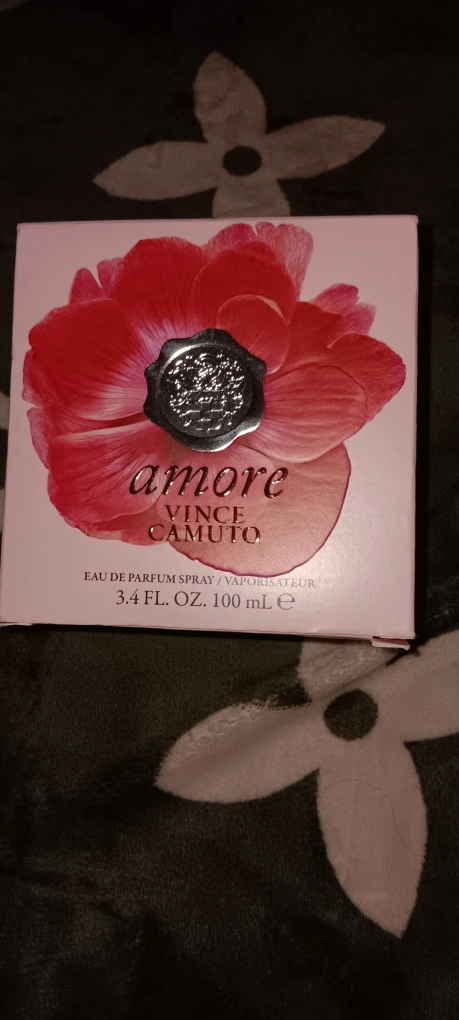 amore
VINCE
CAMUTO
EAU DE PARFUM SPRAY / VAPORISATEUR
3.4 FL. OZ. 100 mL ℮